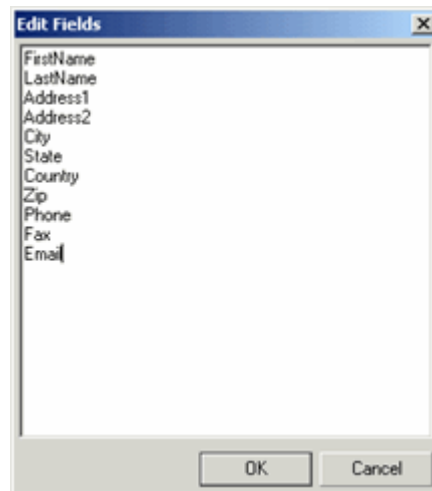 Edit Fields
FirstName
LastName
Address1
Address2
City
State
Country
Zip
Phone
Fax
Email
OK Cancel